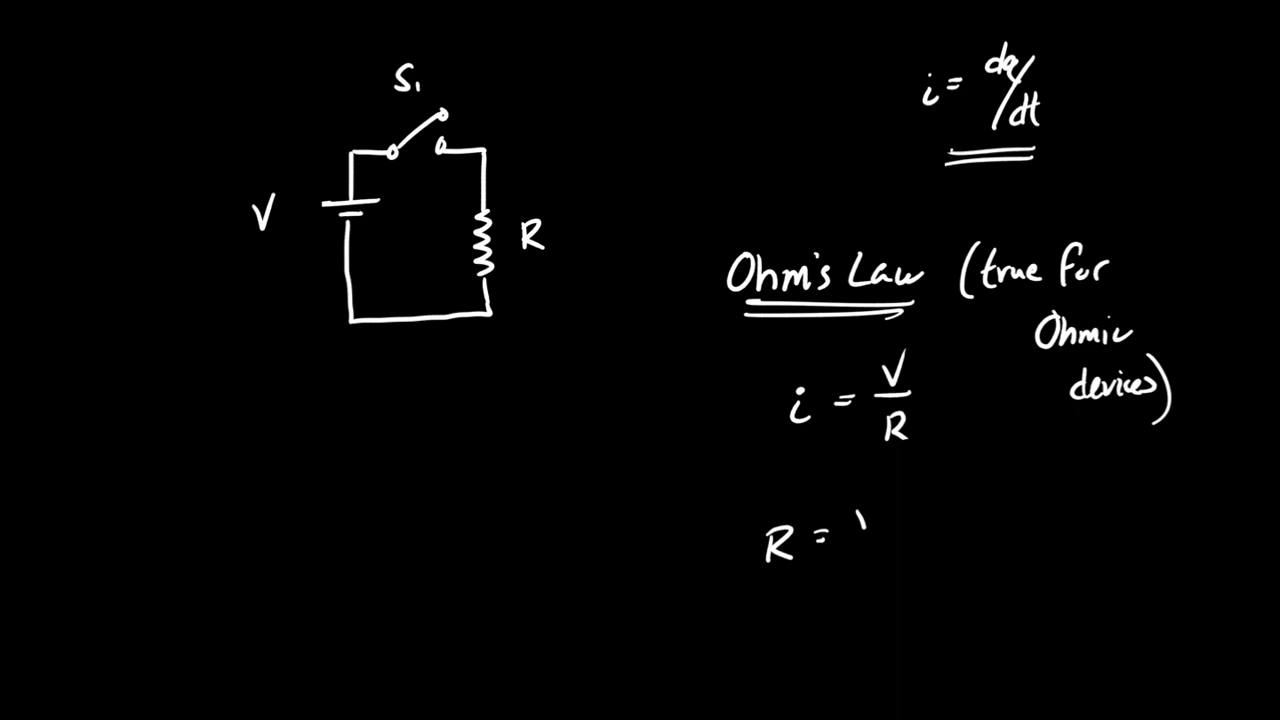 S₁
V
R
i = dq/dt
Ohm's Law (true for
Ohmic
devices)
i = V/R
R =